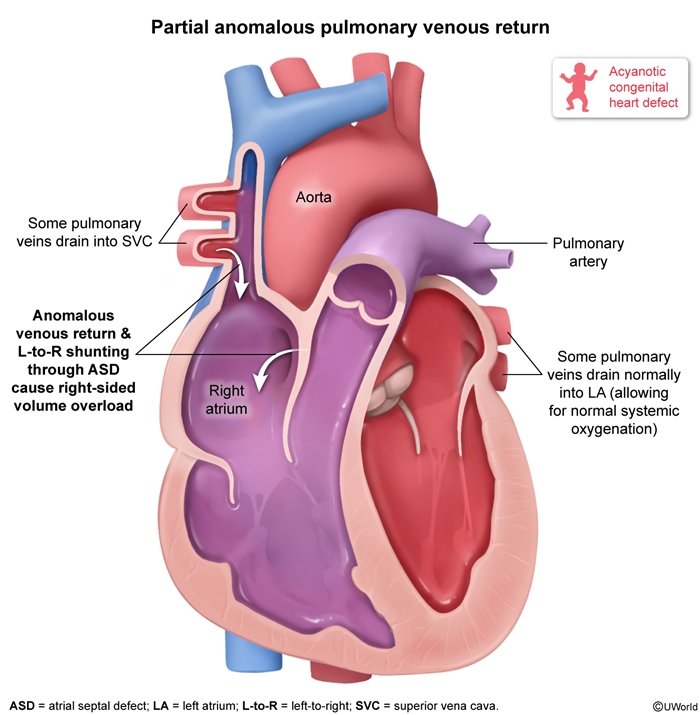 Partial anomalous pulmonary venous return
Acyanotic
congenital
heart defect
Aorta
Some pulmonary
veins drain into SVC
Pulmonary
artery
Anomalous
venous return &
L-to-R shunting
through ASD
cause right-sided
volume overload
Right
atrium
Some pulmonary
veins drain normally
into LA (allowing
for normal systemic
oxygenation)
ASD = atrial septal defect; LA = left atrium; L-to-R = left-to-right; SVC = superior vena cava.
©UWorld